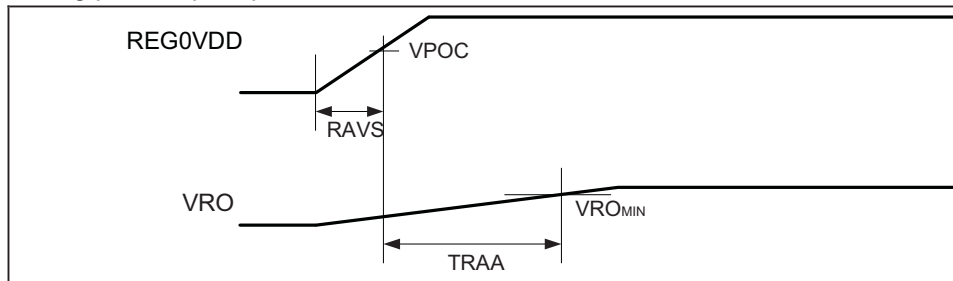 REG0VDD
VPOC
RAVS
VRO
VROMIN
TRAA